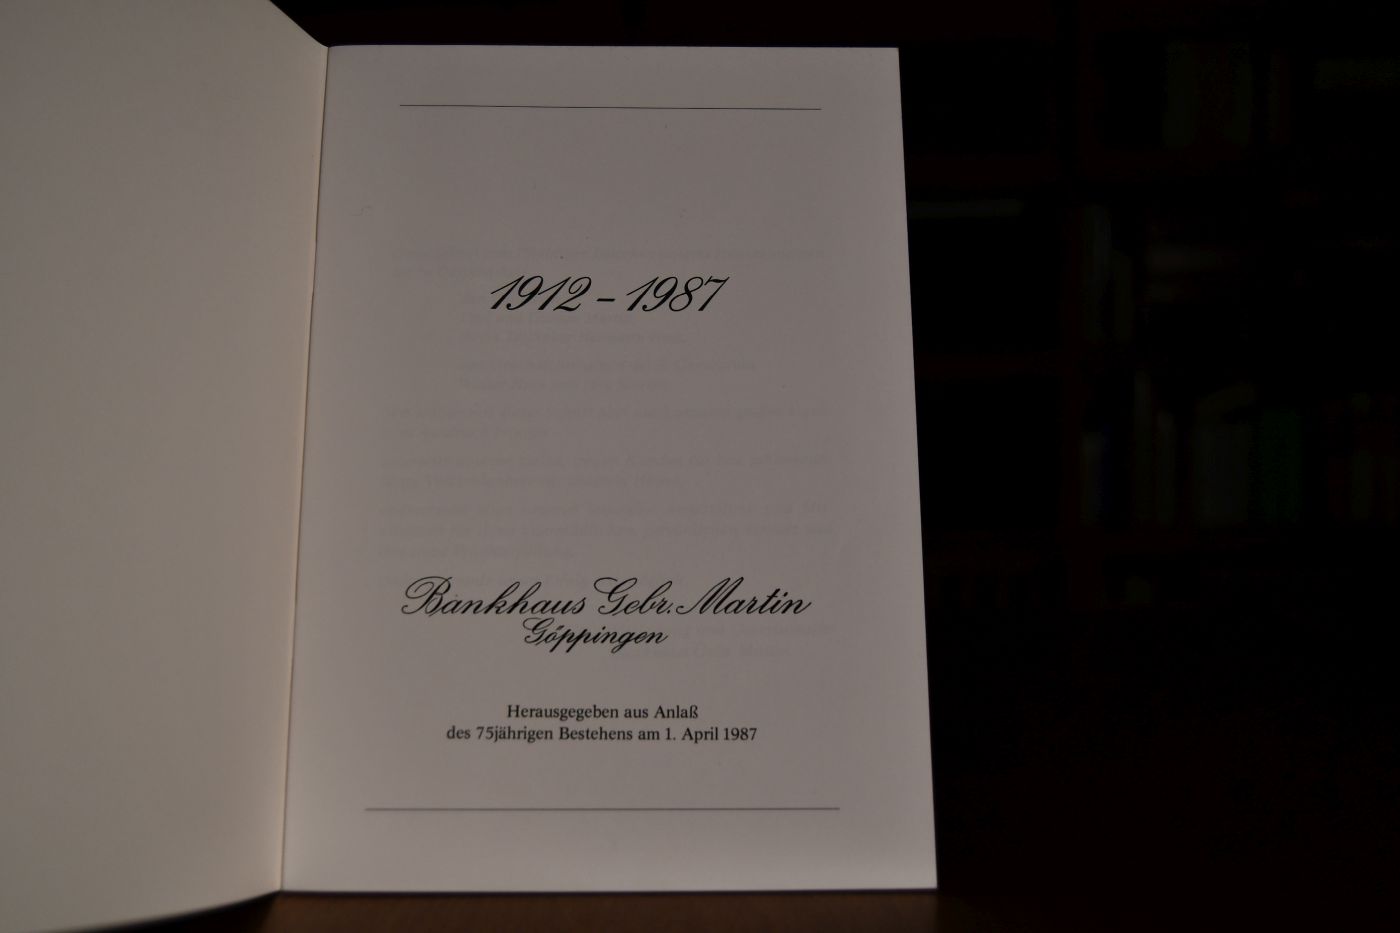 1912 – 1987
Bankhaus Gebr. Martin
Göppingen
Herausgegeben aus Anlaß
des 75jährigen Bestehens am 1. April 1987